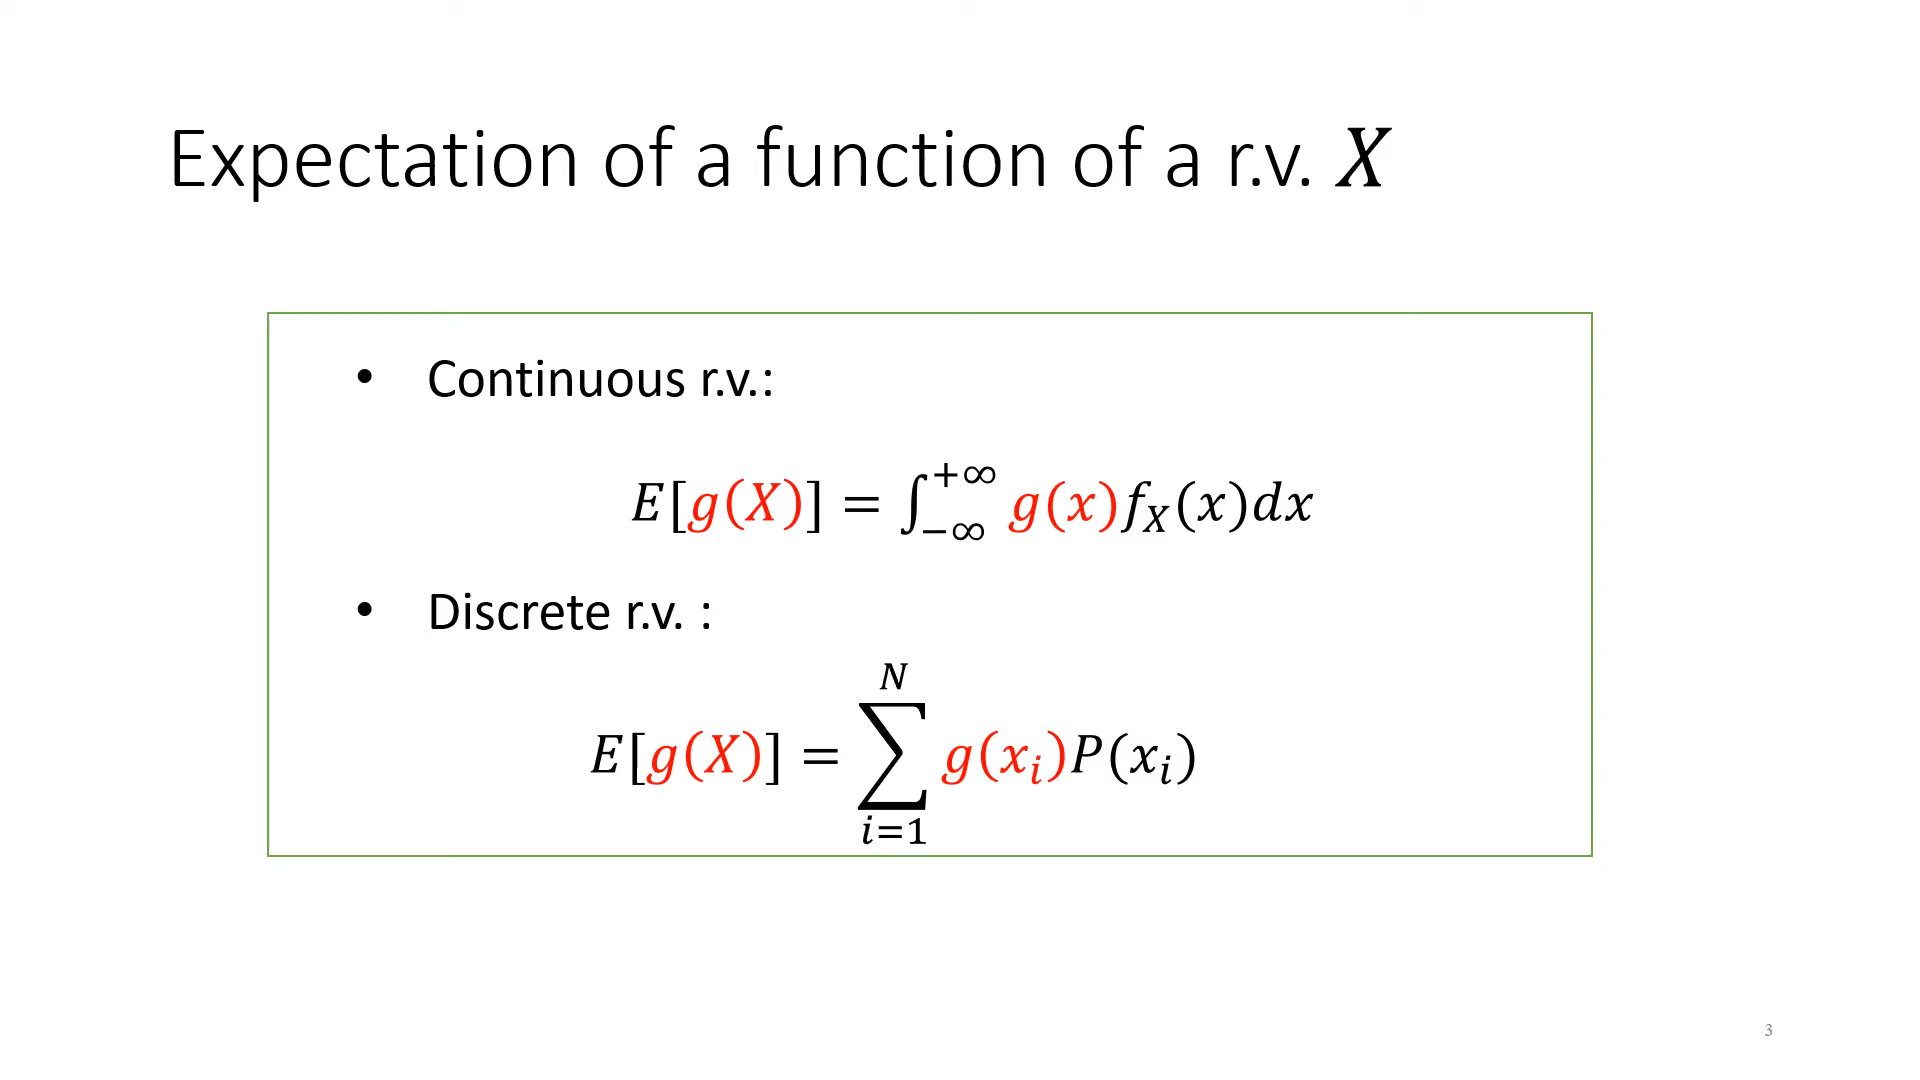 Expectation of a function of a r.v. X
• Continuous r.v.:
E[g(X)] = ∫_{−∞}^{+∞} g(x)f_X(x)dx
• Discrete r.v. :
E[g(X)] = ∑_{i=1}^{N} g(x_i)P(x_i)
3